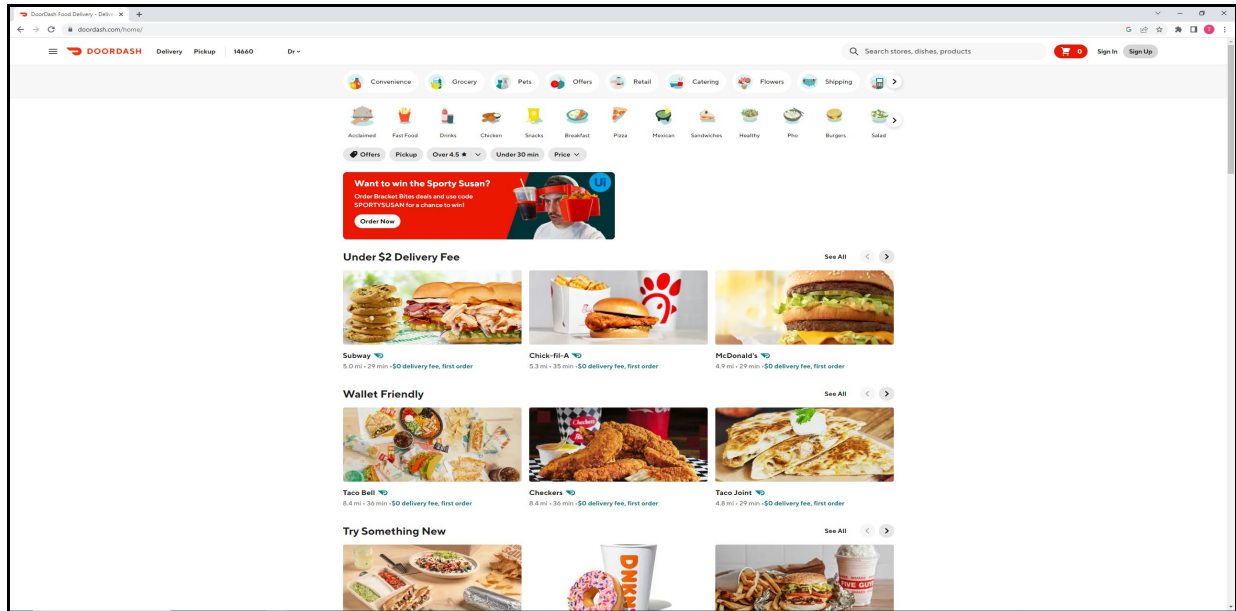 DoorDash Food Delivery - Deliv
doordash.com/home/
DOORDASH Delivery Pickup 14660 Dr
Search stores, dishes, products
0 Sign In Sign Up
Convenience Grocery Pets Offers Retail Catering Flowers Shipping
Acclaimed Fast Food Drinks Chicken Snacks Breakfast Pizza Mexican Sandwiches Healthy Pho Burgers Salad
Offers Pickup Over 4.5 Under 30 min Price
Want to win the Sporty Susan?
Order Bracket Bites deals and use code
SPORTYSUSAN for a chance to win!
Order Now
Ui
Under $2 Delivery Fee See All
Subway Chick-fil-A McDonald's
5.0 mi • 29 min •$0 delivery fee, first order 5.3 mi • 35 min •$0 delivery fee, first order 4.9 mi • 29 min •$0 delivery fee, first order
Wallet Friendly See All
Checkers
Taco Bell Checkers Taco Joint
8.4 mi • 36 min •$0 delivery fee, first order 8.4 mi • 36 min •$0 delivery fee, first order 4.8 mi • 29 min •$0 delivery fee, first order
Try Something New See All
DNKN
FIVE GUYS